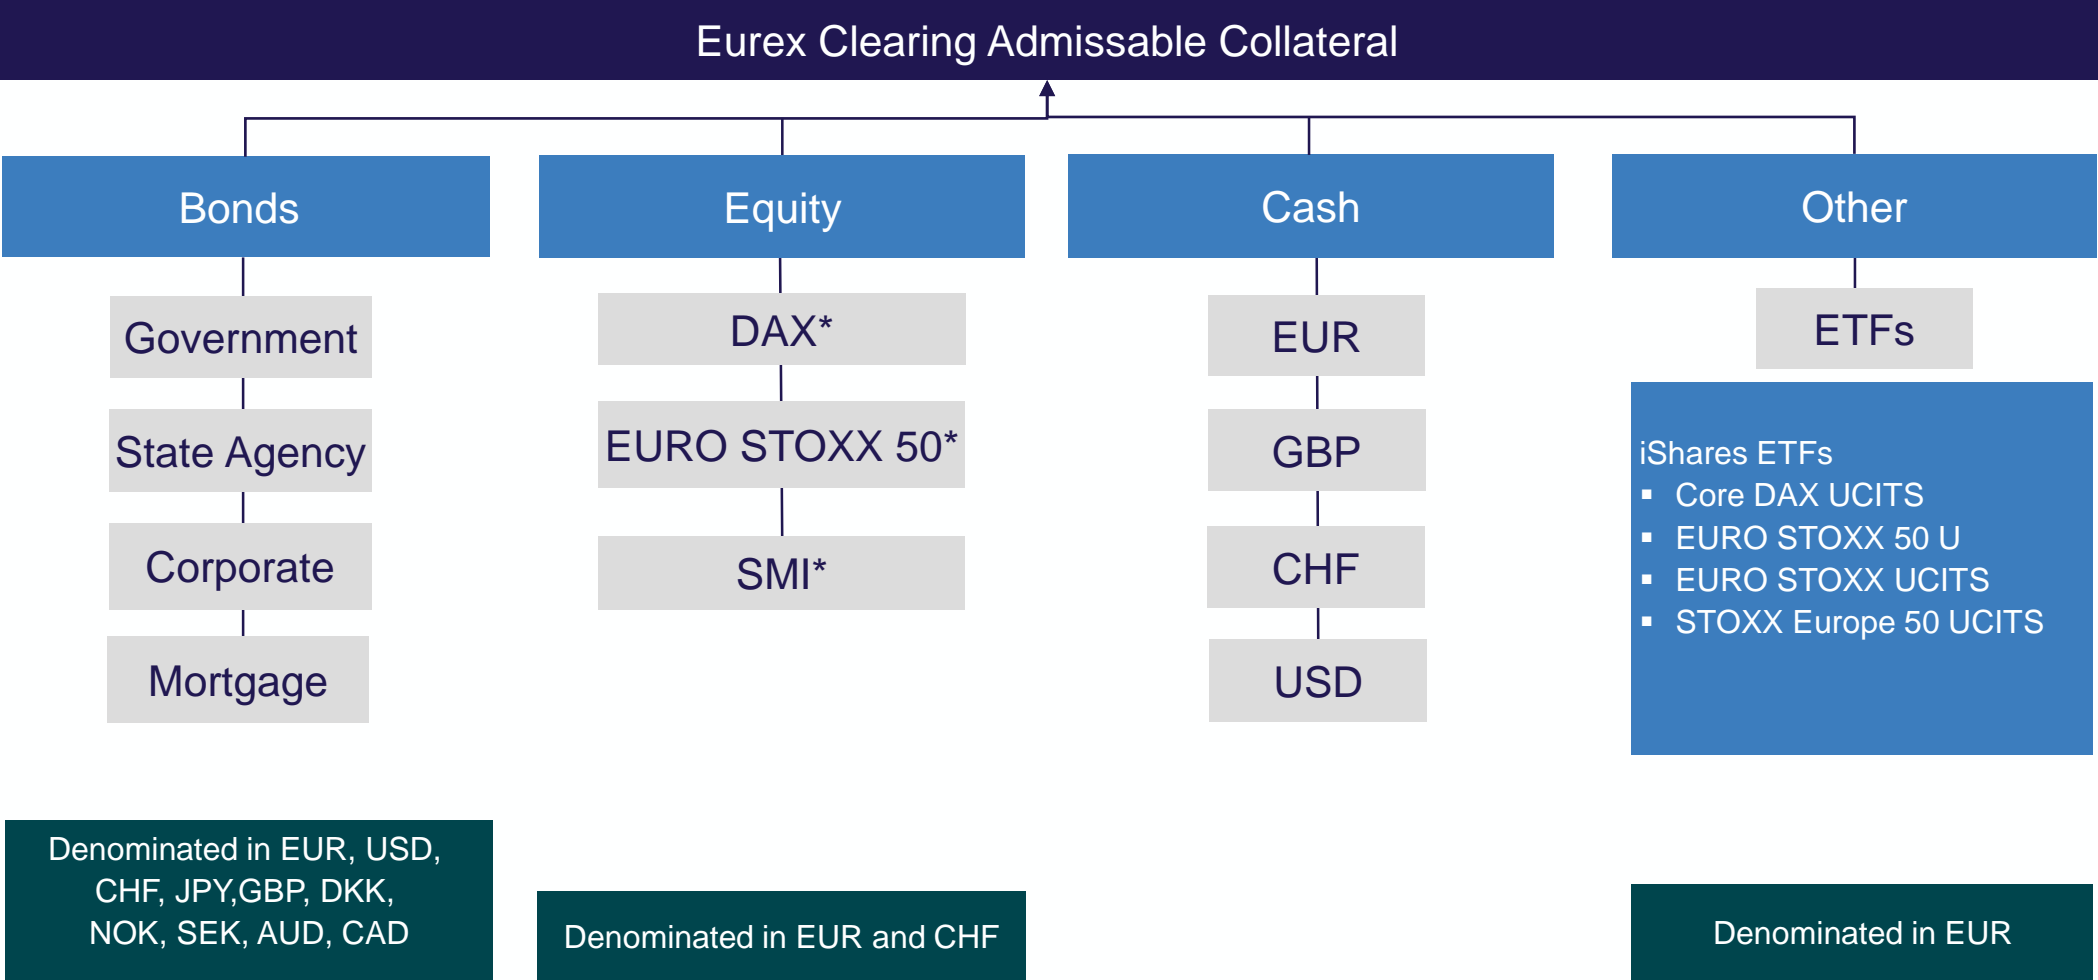 Eurex Clearing Admissable Collateral
Bonds
Government
State Agency
Corporate
Mortgage
Denominated in EUR, USD,
CHF, JPY,GBP, DKK,
NOK, SEK, AUD, CAD
Equity
DAX*
EURO STOXX 50*
SMI*
Denominated in EUR and CHF
Cash
EUR
GBP
CHF
USD
Other
ETFs
iShares ETFs
▪ Core DAX UCITS
▪ EURO STOXX 50 U
▪ EURO STOXX UCITS
▪ STOXX Europe 50 UCITS
Denominated in EUR